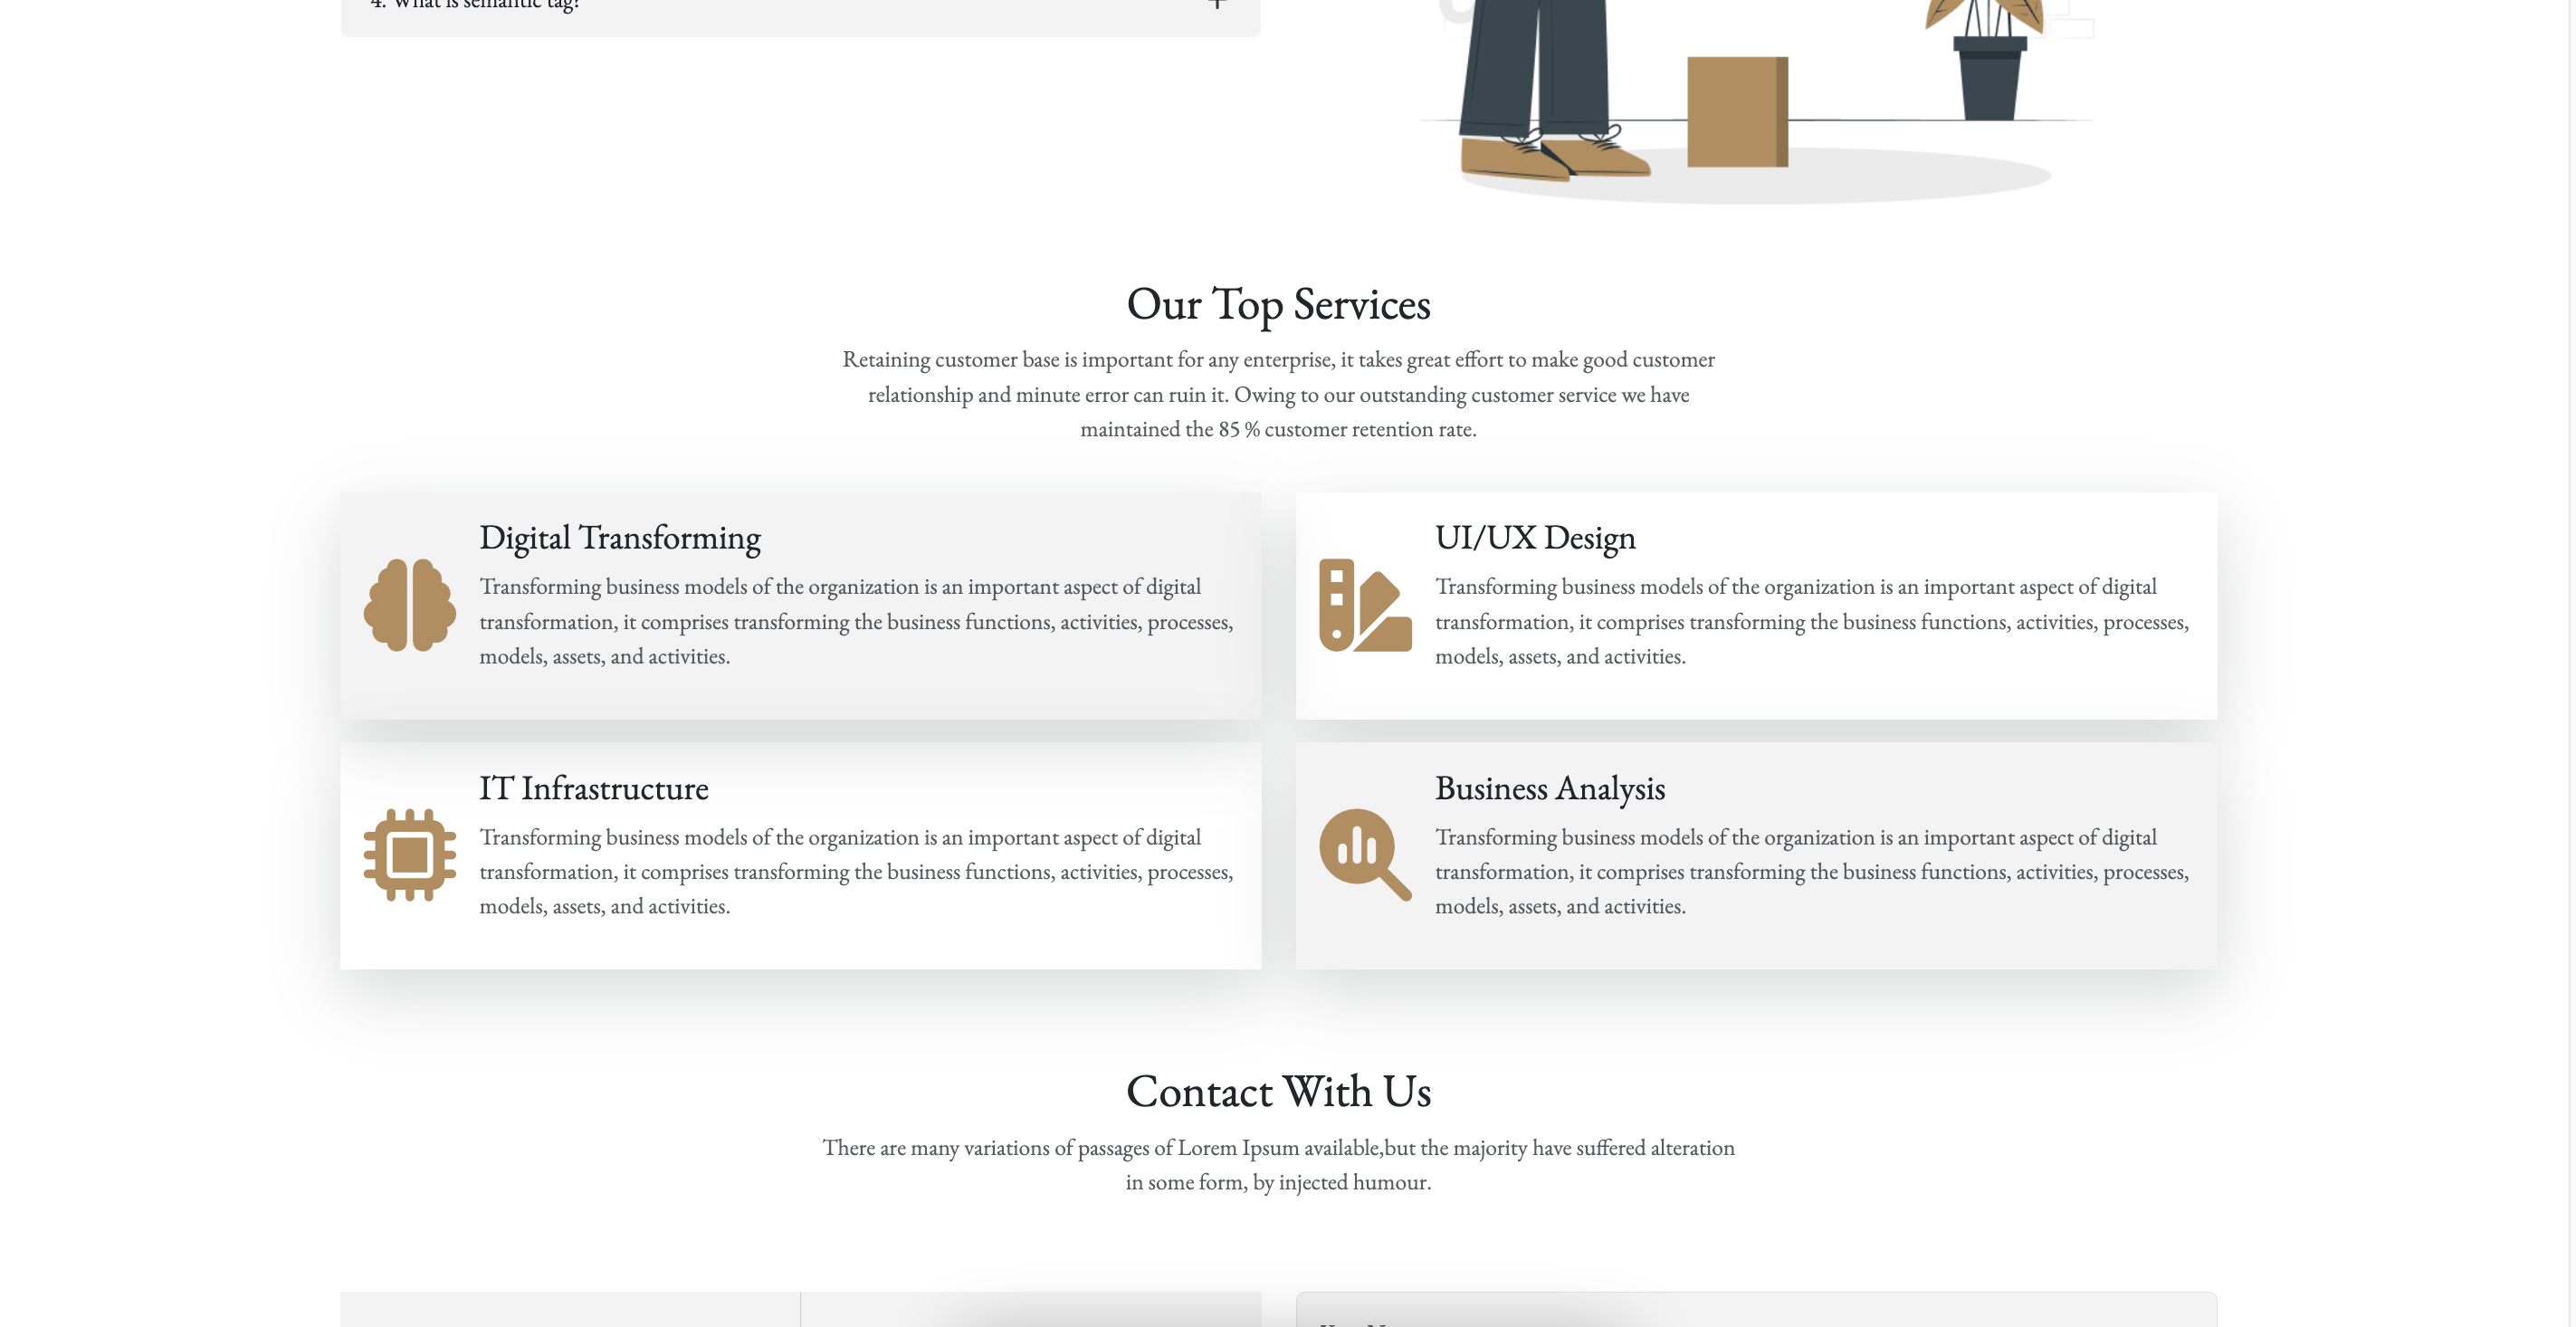 4. What is semantic tag?
Our Top Services
Retaining customer base is important for any enterprise, it takes great effort to make good customer
relationship and minute error can ruin it. Owing to our outstanding customer service we have
maintained the 85 % customer retention rate.
Digital Transforming
Transforming business models of the organization is an important aspect of digital
transformation, it comprises transforming the business functions, activities, processes,
models, assets, and activities.
UI/UX Design
Transforming business models of the organization is an important aspect of digital
transformation, it comprises transforming the business functions, activities, processes,
models, assets, and activities.
IT Infrastructure
Transforming business models of the organization is an important aspect of digital
transformation, it comprises transforming the business functions, activities, processes,
models, assets, and activities.
Business Analysis
Transforming business models of the organization is an important aspect of digital
transformation, it comprises transforming the business functions, activities, processes,
models, assets, and activities.
Contact With Us
There are many variations of passages of Lorem Ipsum available,but the majority have suffered alteration
in some form, by injected humour.